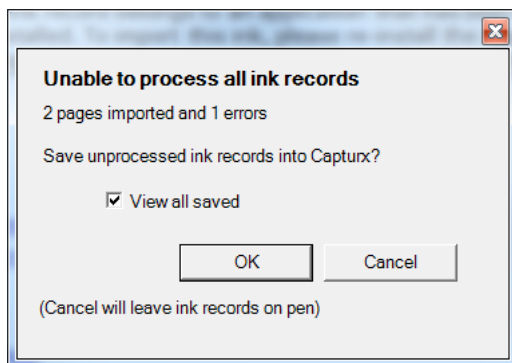 Unable to process all ink records
2 pages imported and 1 errors
Save unprocessed ink records into Capturx?
View all saved
OK Cancel
(Cancel will leave ink records on pen)